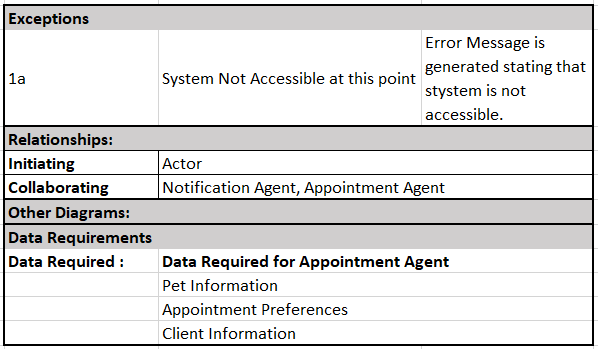 Exceptions
1a
System Not Accessible at this point
Error Message is
generated stating that
stystem is not
accessible.
Relationships:
Initiating Actor
Collaborating Notification Agent, Appointment Agent
Other Diagrams:
Data Requirements
Data Required : Data Required for Appointment Agent
Pet Information
Appointment Preferences
Client Information